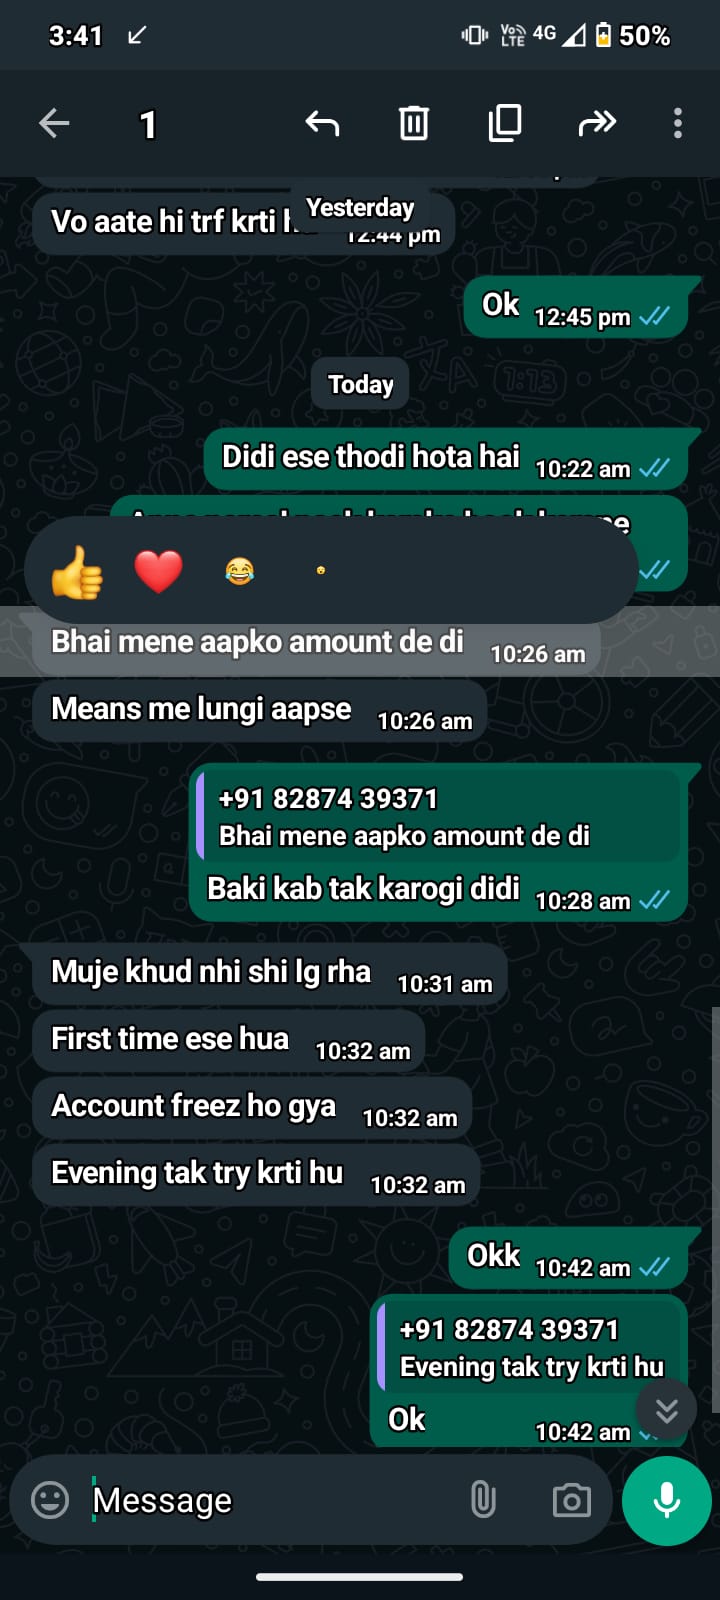 3:41
Vo)) LTE 4G 50%
1
Yesterday
Vo aate hi trf krti
12:44 pm
Ok 12:45 pm
Today
Didi ese thodi hota hai 10:22 am
Bhai mene aapko amount de di 10:26 am
Means me lungi aapse 10:26 am
+91 82874 39371
Bhai mene aapko amount de di
Baki kab tak karogi didi 10:28 am
Muje khud nhi shi lg rha 10:31 am
First time ese hua 10:32 am
Account freez ho gya 10:32 am
Evening tak try krti hu 10:32 am
Okk 10:42 am
+91 82874 39371
Evening tak try krti hu
Ok 10:42 am
Message